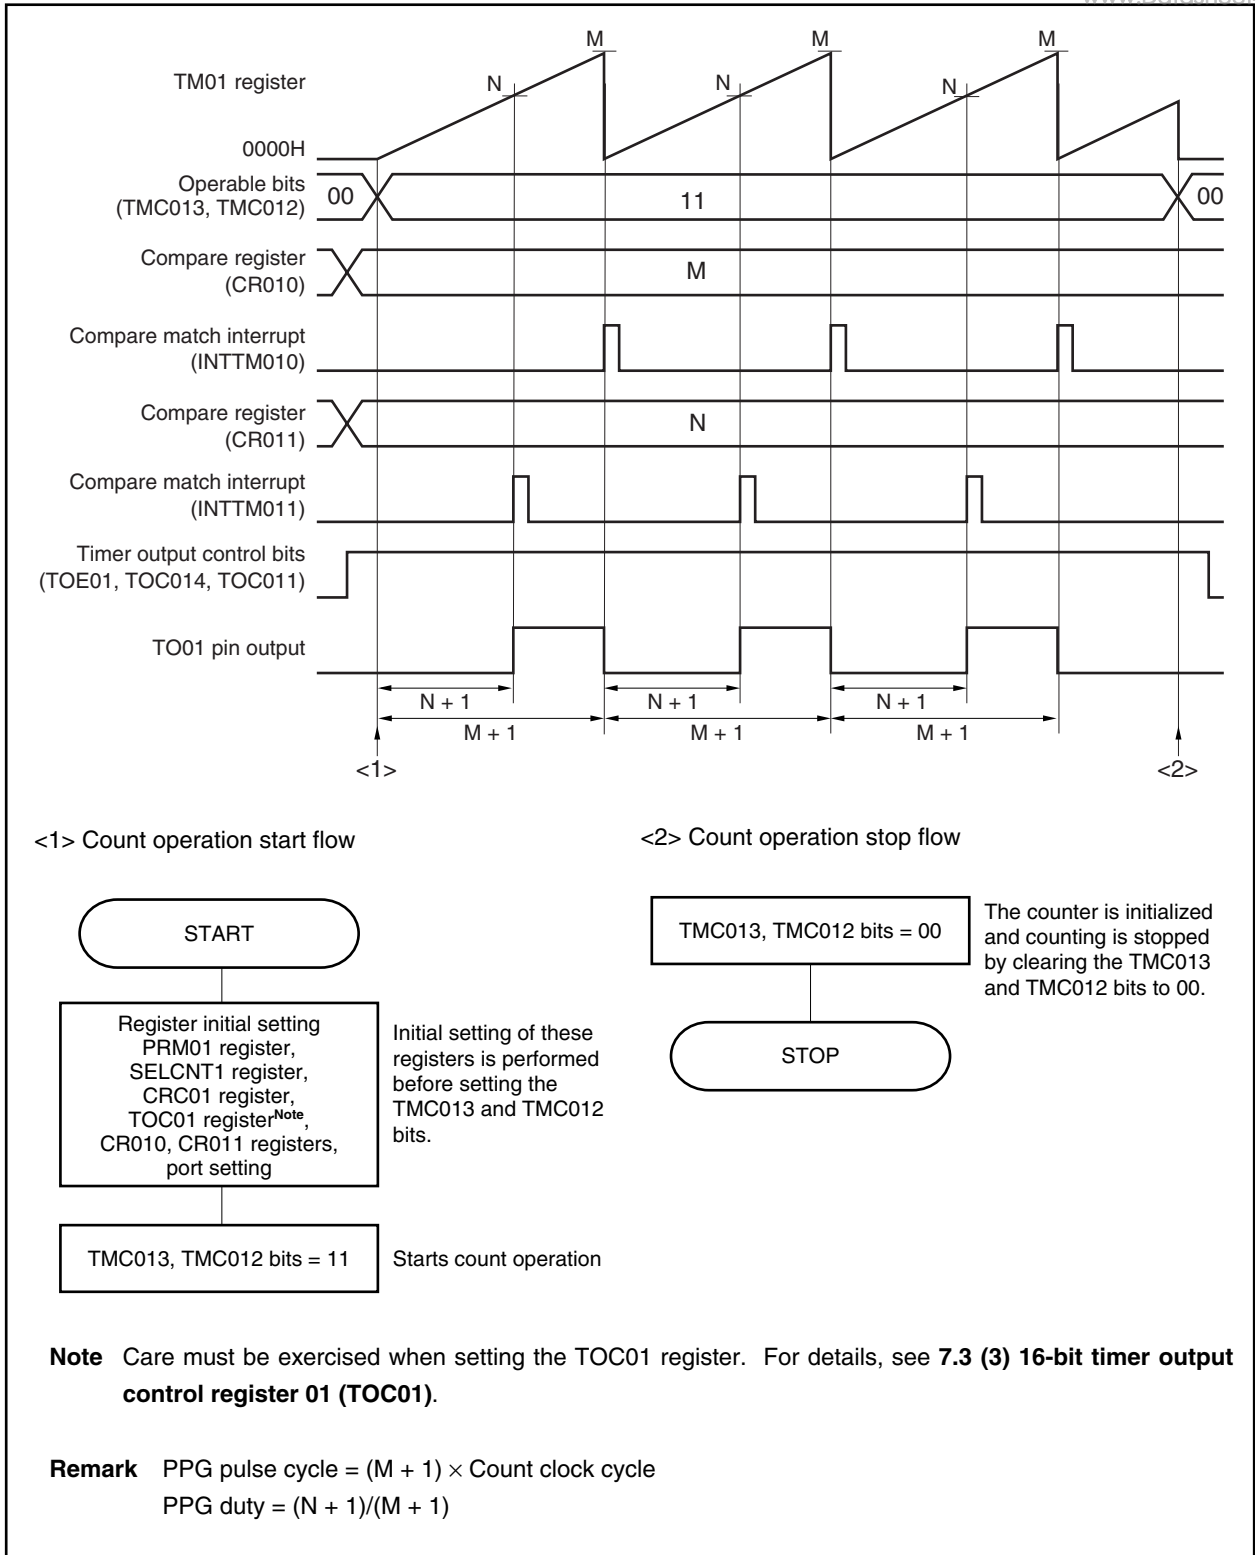 M M M
TM01 register
N N N
0000H
Operable bits
(TMC013, TMC012)
00 11 00
Compare register
(CR010)
M
Compare match interrupt
(INTTM010)
Compare register
(CR011)
N
Compare match interrupt
(INTTM011)
Timer output control bits
(TOE01, TOC014, TOC011)
TO01 pin output
N + 1 N + 1 N + 1
M + 1 M + 1 M + 1
<1> <2>
<1> Count operation start flow
START
Register initial setting
PRM01 register,
SELCNT1 register,
CRC01 register,
TOC01 registerNote,
CR010, CR011 registers,
port setting
Initial setting of these
registers is performed
before setting the
TMC013 and TMC012
bits.
TMC013, TMC012 bits = 11
Starts count operation
<2> Count operation stop flow
TMC013, TMC012 bits = 00
The counter is initialized
and counting is stopped
by clearing the TMC013
and TMC012 bits to 00.
STOP
Note Care must be exercised when setting the TOC01 register. For details, see 7.3 (3) 16-bit timer output
control register 01 (TOC01).
Remark PPG pulse cycle = (M + 1) × Count clock cycle
PPG duty = (N + 1)/(M + 1)